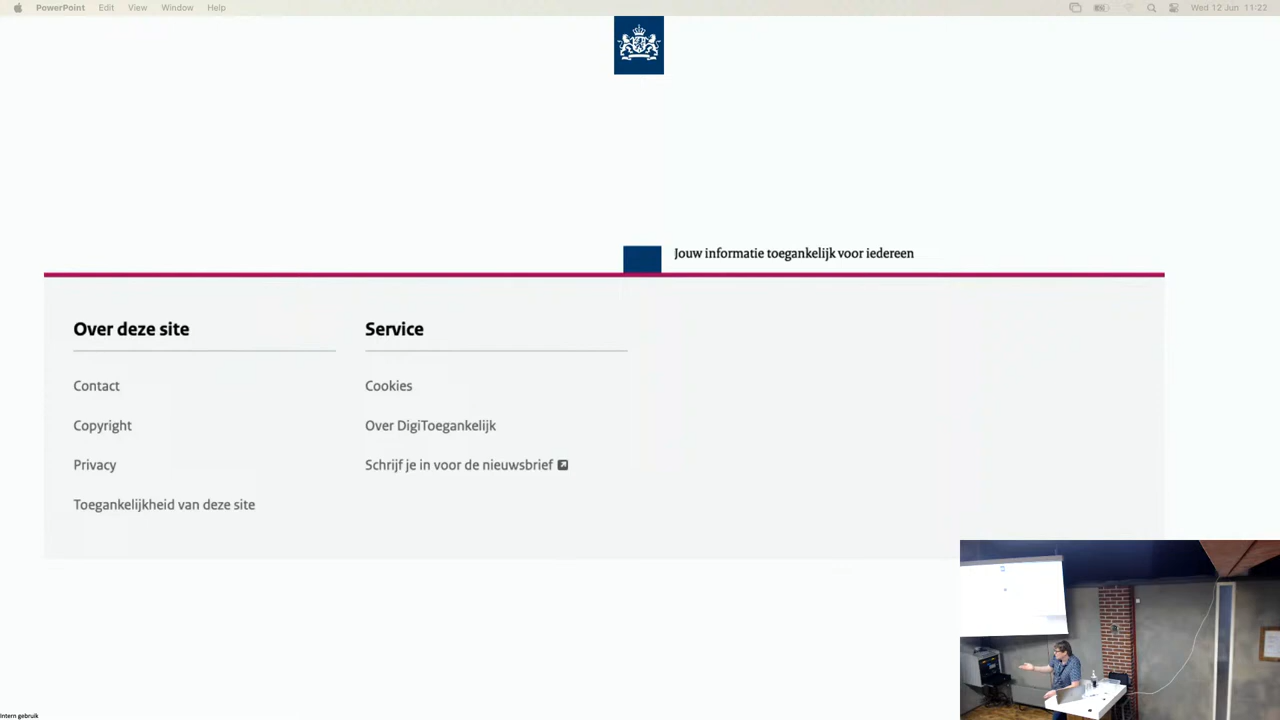 PowerPoint Edit View Window Help Wed 12 Jun 11:22
Jouw informatie toegankelijk voor iedereen
Over deze site
Contact
Copyright
Privacy
Toegankelijkheid van deze site
Service
Cookies
Over DigiToegankelijk
Schrijf je in voor de nieuwsbrief
Intern gebruik